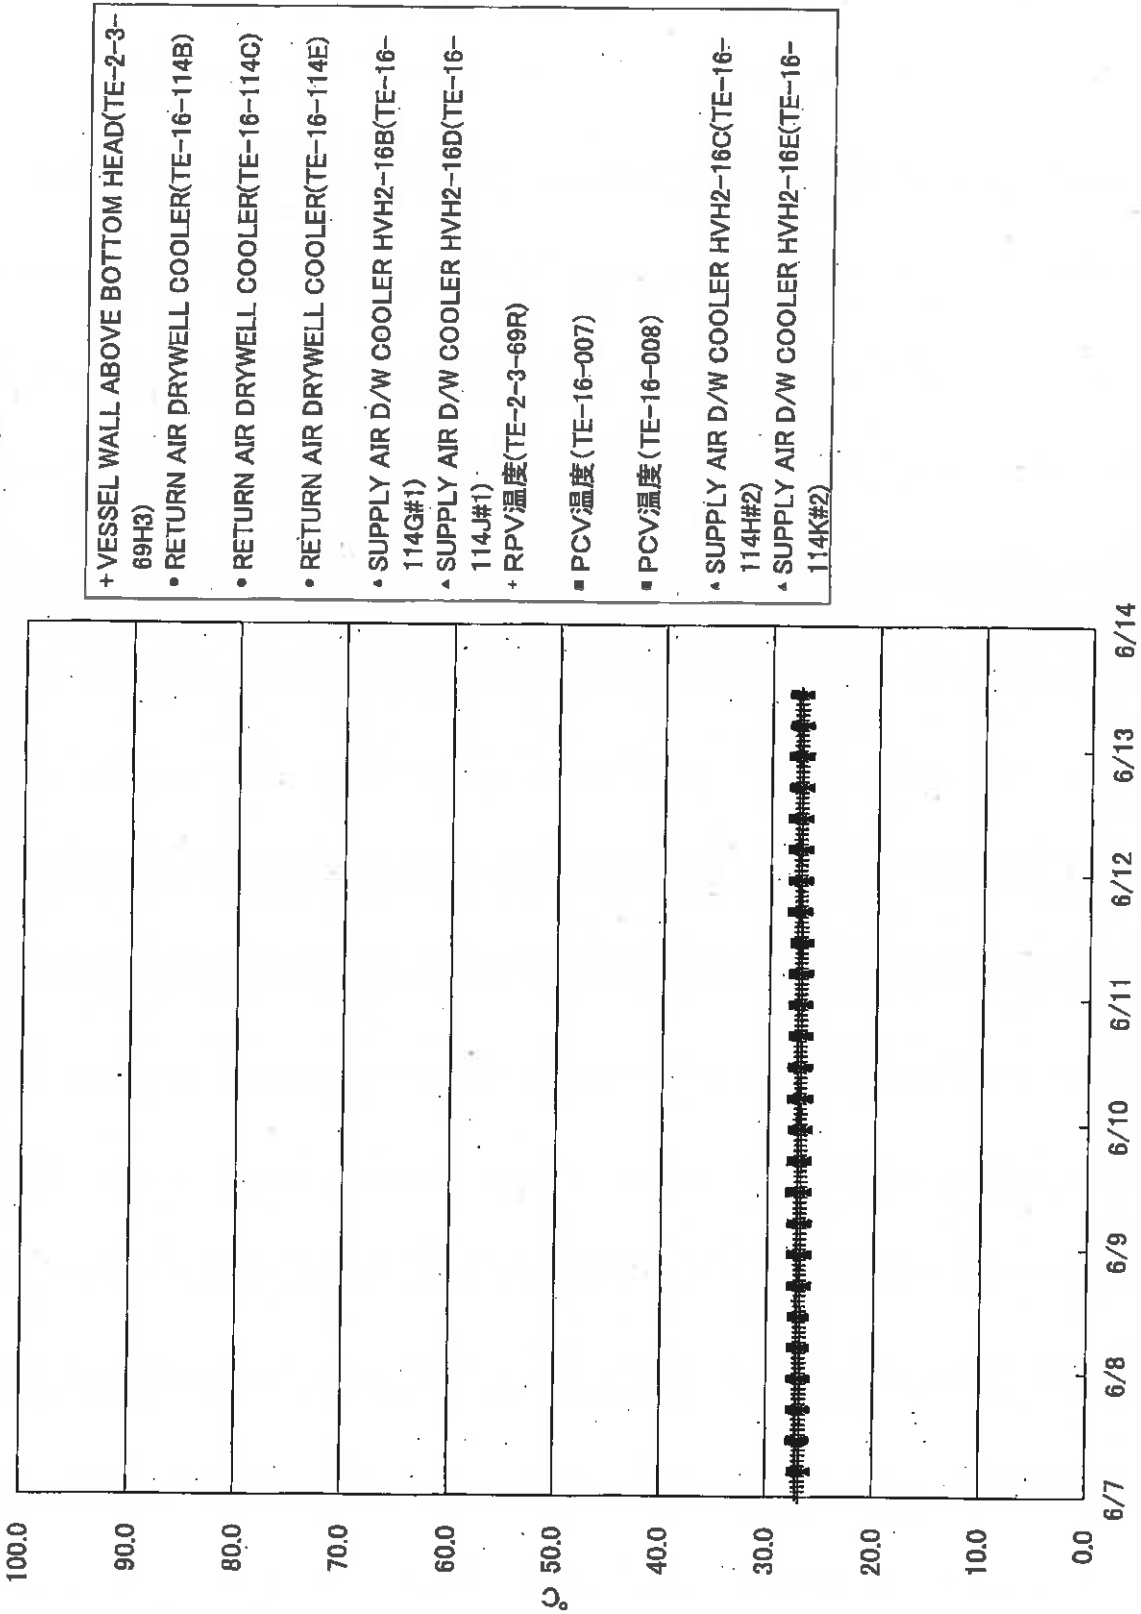 100.0
90.0
80.0
70.0
60.0
50.0
40.0
30.0
20.0
10.0
0.0
℃
6/7
6/8
6/9
6/10
6/11
6/12
6/13
6/14
+ VESSEL WALL ABOVE BOTTOM HEAD(TE-2-3-
69H3)
● RETURN AIR DRYWELL COOLER(TE-16-114B)
● RETURN AIR DRYWELL COOLER(TE-16-114C)
● RETURN AIR DRYWELL COOLER(TE-16-114E)
▲ SUPPLY AIR D/W COOLER HVH2-16B(TE-16-
114G#1)
▲ SUPPLY AIR D/W COOLER HVH2-16D(TE-16-
114J#1)
+ RPV温度(TE-2-3-69R)
■ PCV温度(TE-16-007)
■ PCV温度(TE-16-008)
▲ SUPPLY AIR D/W COOLER HVH2-16C(TE-16-
114H#2)
▲ SUPPLY AIR D/W COOLER HVH2-16E(TE-16-
114K#2)